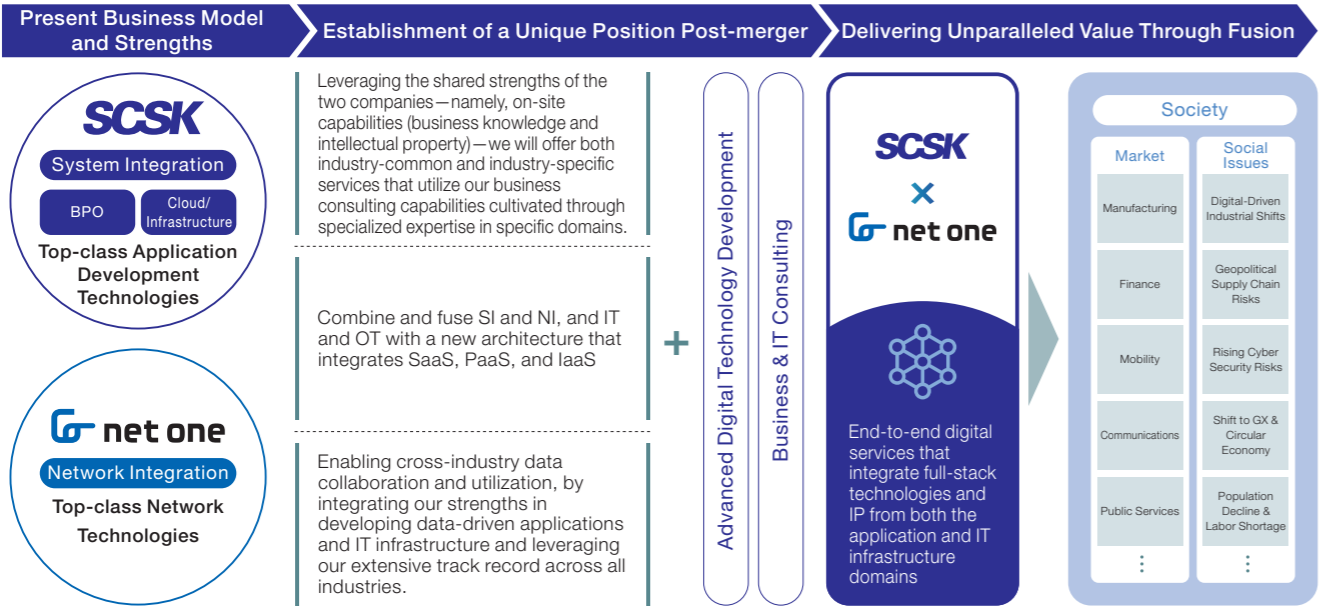 Present Business Model
and Strengths
Establishment of a Unique Position Post-merger
Delivering Unparalleled Value Through Fusion
SCSK
System Integration
BPO
Cloud/
Infrastructure
Top-class Application
Development
Technologies
net one
Network Integration
Top-class Network
Technologies
Leveraging the shared strengths of the
two companies—namely, on-site
capabilities (business knowledge and
intellectual property)—we will offer both
industry-common and industry-specific
services that utilize our business
consulting capabilities cultivated through
specialized expertise in specific domains.
Combine and fuse SI and NI, and IT
and OT with a new architecture that
integrates SaaS, PaaS, and IaaS
Enabling cross-industry data
collaboration and utilization, by
integrating our strengths in
developing data-driven applications
and IT infrastructure and leveraging
our extensive track record across all
industries.
+
Advanced Digital Technology Development
Business & IT Consulting
SCSK
×
net one
End-to-end digital
services that
integrate full-stack
technologies and
IP from both the
application and IT
infrastructure
domains
Society
Market
Manufacturing
Finance
Mobility
Communications
Public Services
⋮
Social
Issues
Digital-Driven
Industrial Shifts
Geopolitical
Supply Chain
Risks
Rising Cyber
Security Risks
Shift to GX &
Circular
Economy
Population
Decline &
Labor Shortage
⋮